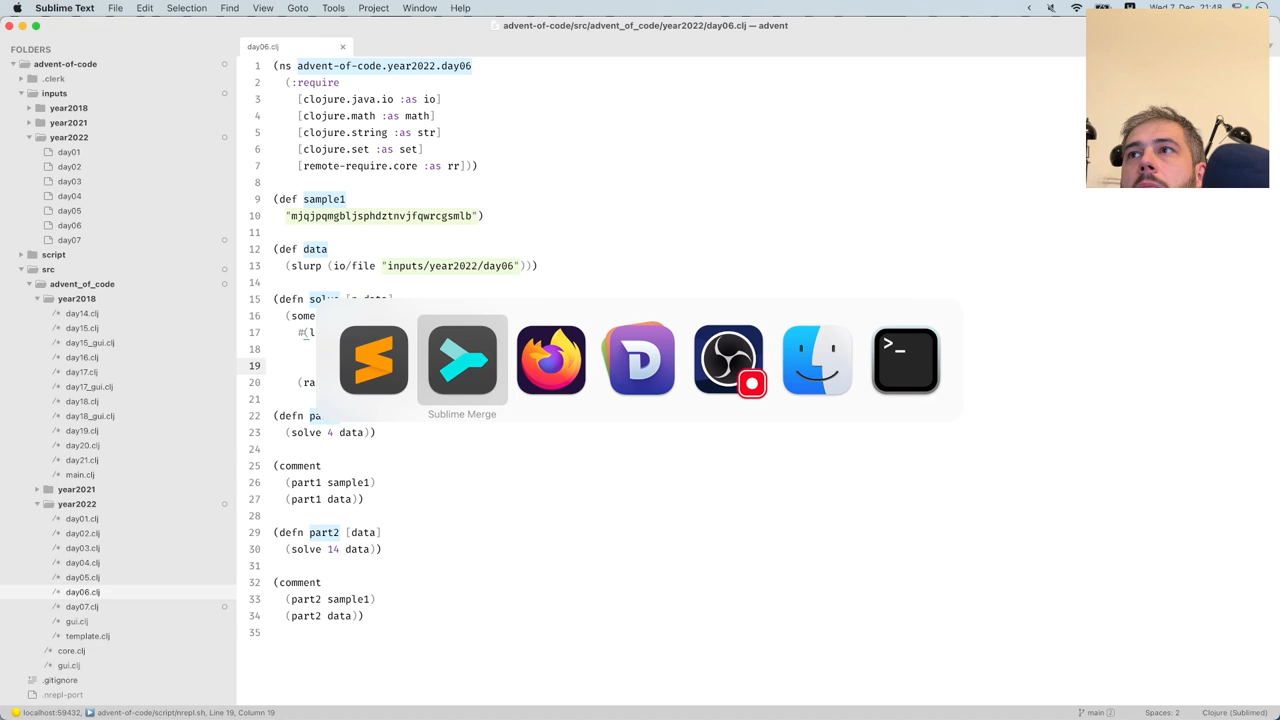 Sublime Text File Edit Selection Find View Goto Tools Project Window Help
Wed 7. Dec 21:48
advent-of-code/src/advent_of_code/year2022/day06.clj — advent
FOLDERS
advent-of-code
.clerk
inputs
year2018
year2021
year2022
day01
day02
day03
day04
day05
day06
day07
script
src
advent_of_code
year2018
day14.clj
day15.clj
day15_gui.clj
day16.clj
day17.clj
day17_gui.clj
day18.clj
day18_gui.clj
day19.clj
day20.clj
day21.clj
main.clj
year2021
year2022
day01.clj
day02.clj
day03.clj
day04.clj
day05.clj
day06.clj
day07.clj
gui.clj
template.clj
core.clj
gui.clj
.gitignore
.nrepl-port
day06.clj
1 (ns advent-of-code.year2022.day06
2 (:require
3 [clojure.java.io :as io]
4 [clojure.math :as math]
5 [clojure.string :as str]
6 [clojure.set :as set]
7 [remote-require.core :as rr]))
8
9 (def sample1
10 "mjqjpqmgbljsphdztnvjfqwrcgsmlb")
11
12 (def data
13 (slurp (io/file "inputs/year2022/day06")))
14
15 (defn solve [n data]
16 (some
17 #(l
18
19
20 (ra
21
22 (defn pa
23 (solve 4 data))
24
25 (comment
26 (part1 sample1)
27 (part1 data))
28
29 (defn part2 [data]
30 (solve 14 data))
31
32 (comment
33 (part2 sample1)
34 (part2 data))
35
Sublime Merge
localhost:59432, advent-of-code/script/nrepl.sh, Line 19, Column 19
main 2
Spaces: 2
Clojure (Sublimed)